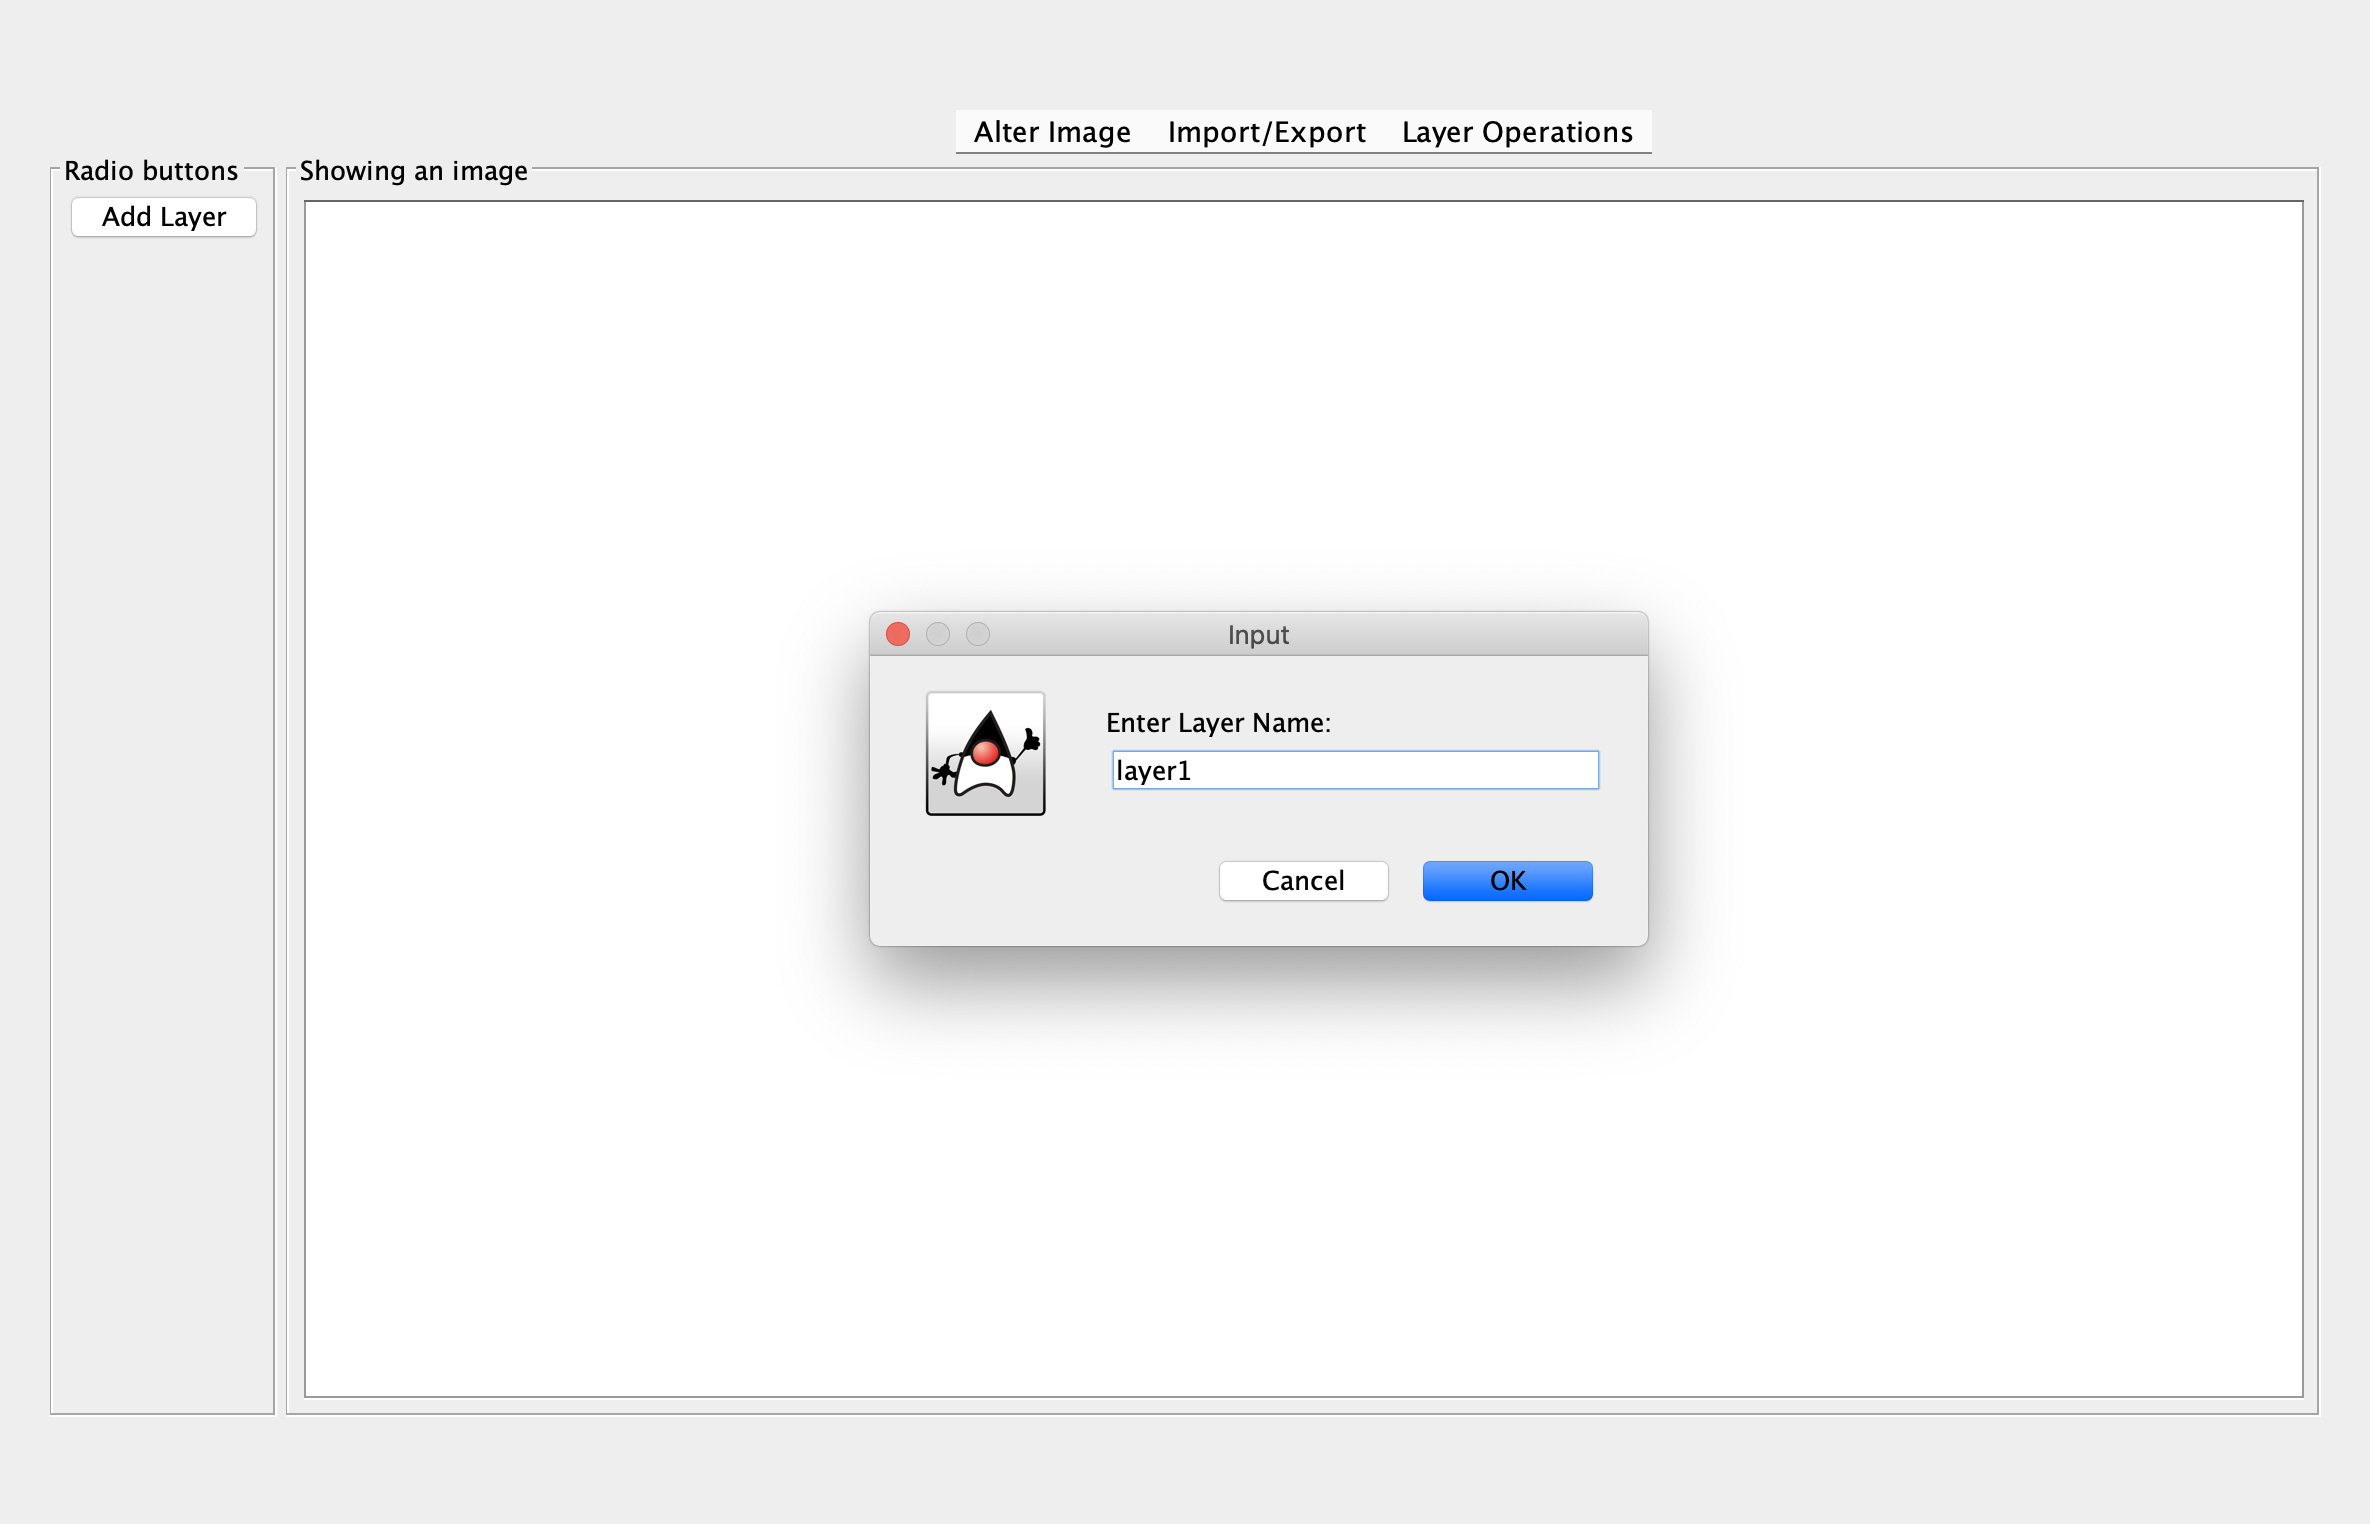 Alter Image Import/Export Layer Operations
Radio buttons
Showing an image
Add Layer
Input
Enter Layer Name:
layer1
Cancel
OK